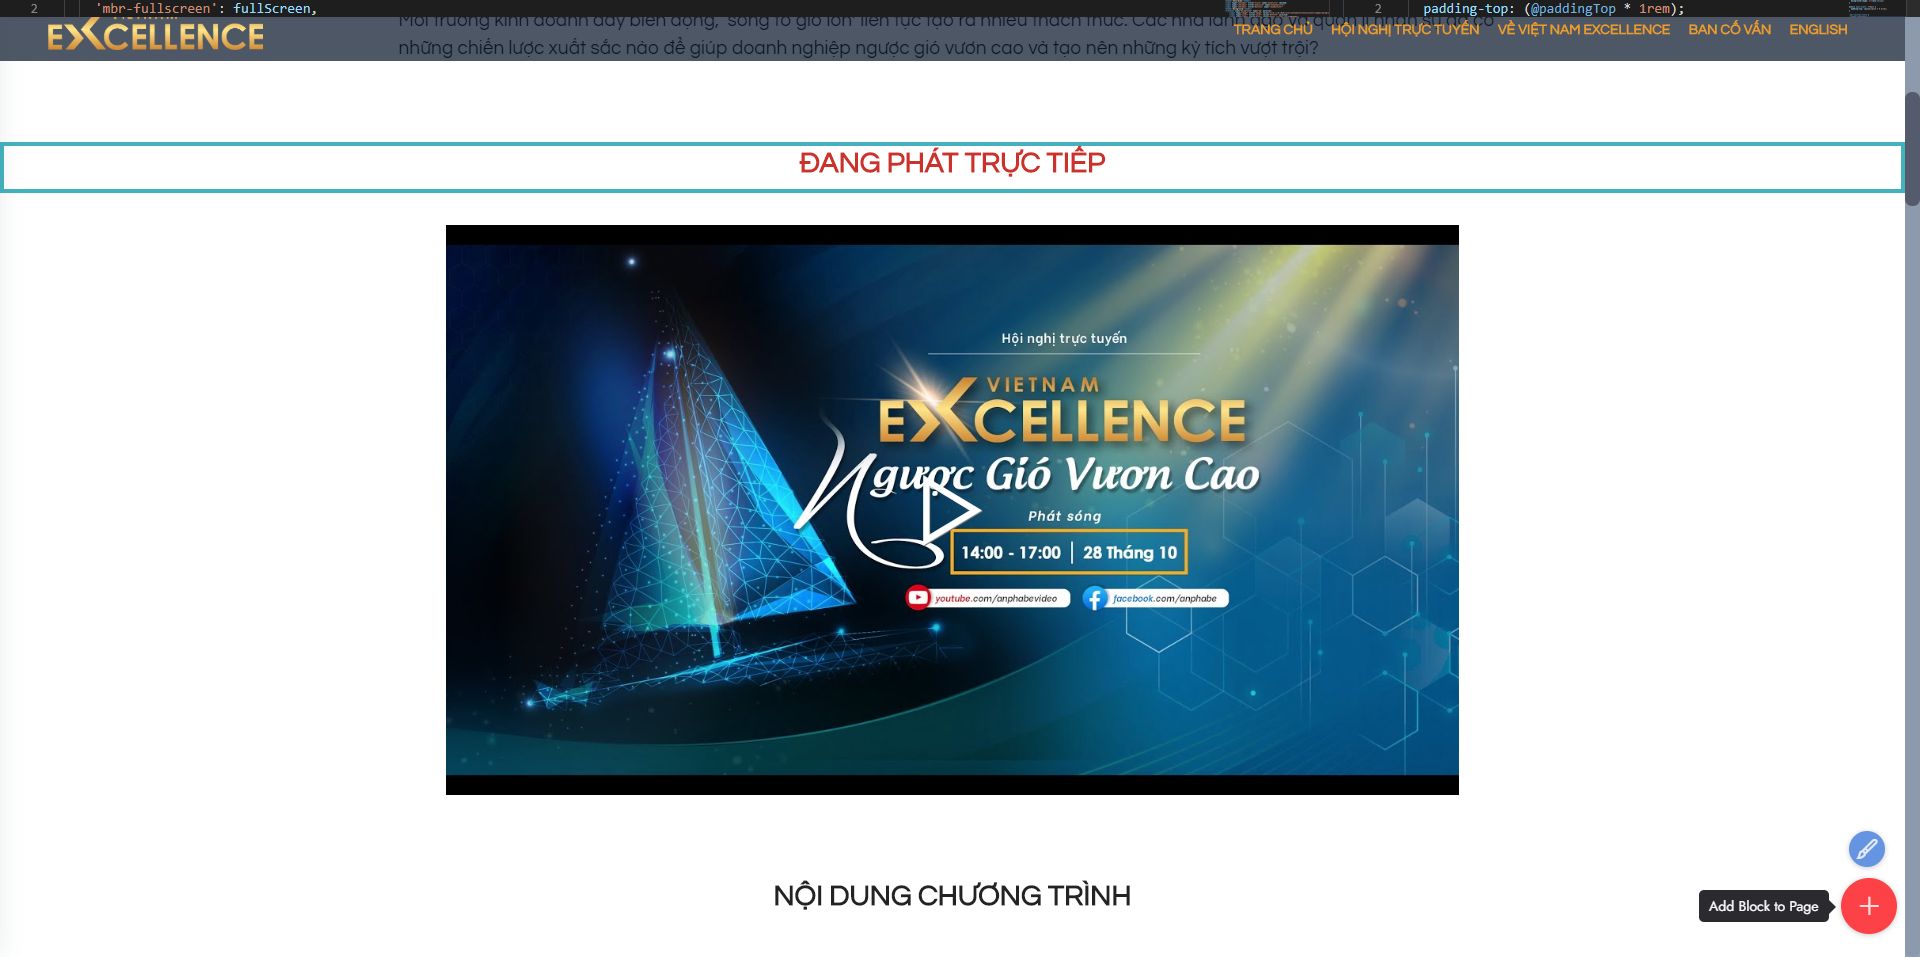 2 'mbr-fullscreen': fullScreen,
2 padding-top: (@paddingTop * 1rem);
EXCELLENCE
TRANG CHỦ HỘI NGHỊ TRỰC TUYẾN VỀ VIỆT NAM EXCELLENCE BAN CỐ VẤN ENGLISH
Môi trường kinh doanh đầy biến động, "sóng to gió lớn" liên tục tạo ra nhiều thách thức. Các nhà lãnh đạo và quản lí nhân sự đã có
những chiến lược xuất sắc nào để giúp doanh nghiệp ngược gió vươn cao và tạo nên những kỳ tích vượt trội?
ĐANG PHÁT TRỰC TIẾP
Hội nghị trực tuyến
VIETNAM
EXCELLENCE
Ngược Gió Vươn Cao
Phát sóng
14:00 - 17:00 | 28 Tháng 10
youtube.com/anphabevideo facebook.com/anphabe
NỘI DUNG CHƯƠNG TRÌNH
Add Block to Page